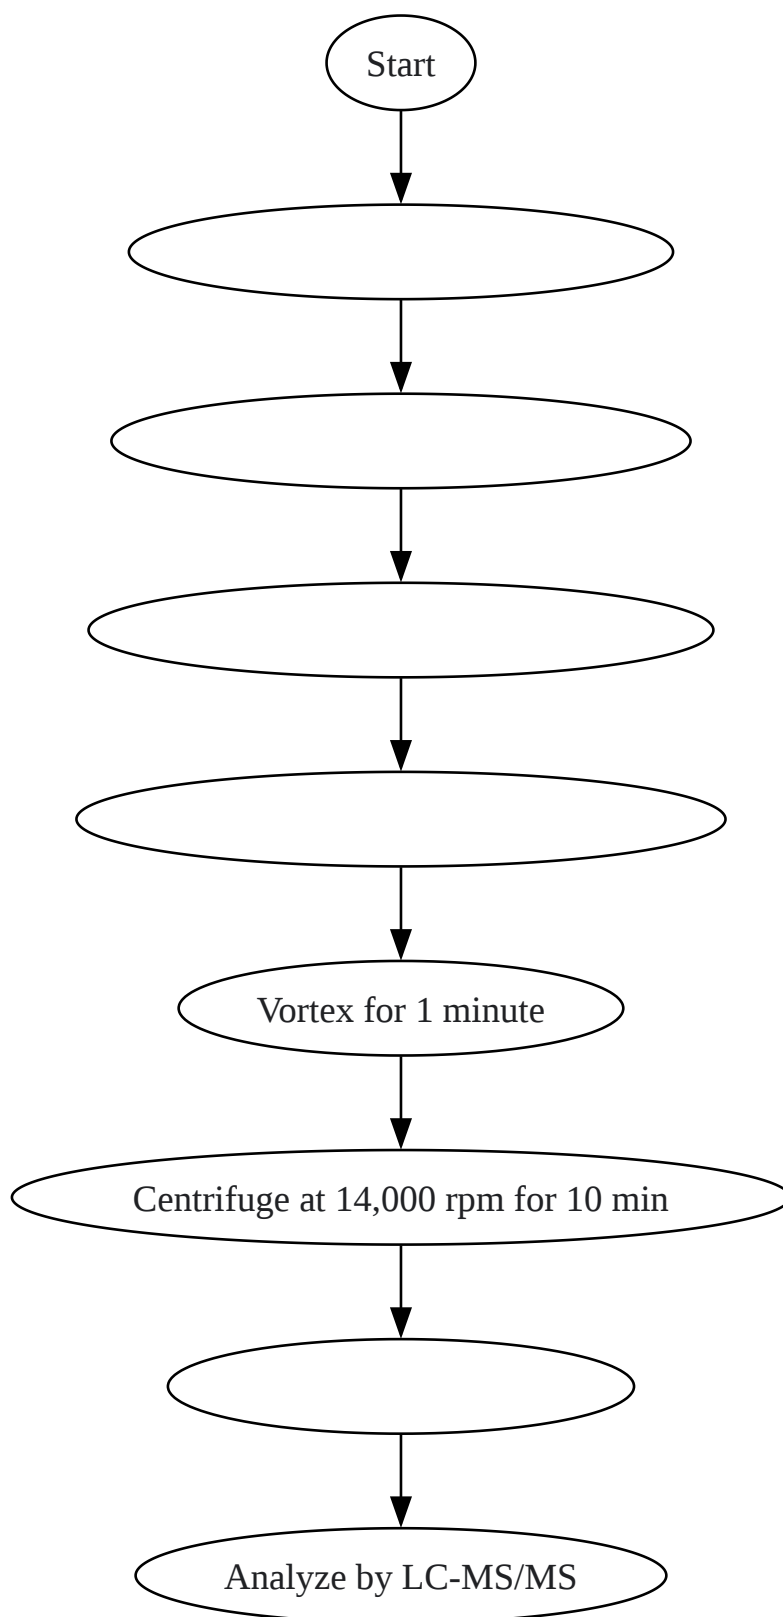 Start
Vortex for 1 minute
Centrifuge at 14,000 rpm for 10 min
Analyze by LC-MS/MS